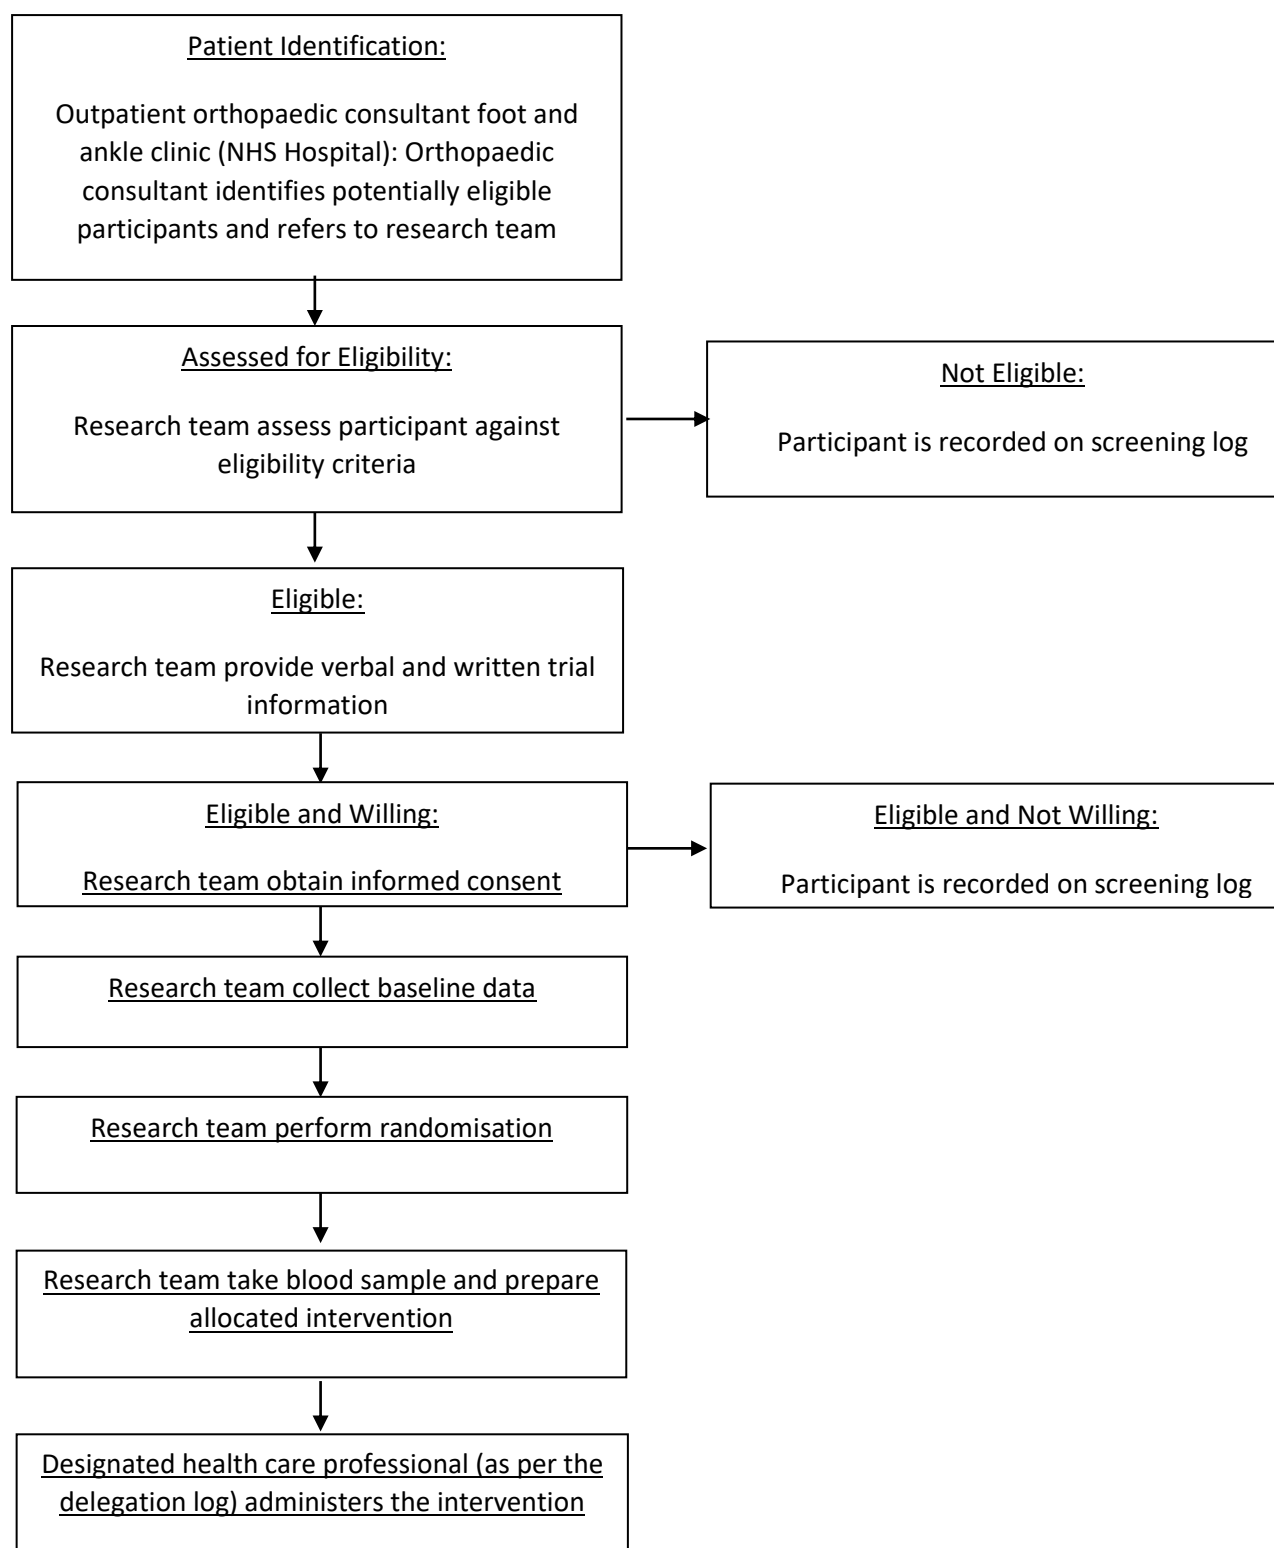 Patient Identification:
Outpatient orthopaedic consultant foot and
ankle clinic (NHS Hospital): Orthopaedic
consultant identifies potentially eligible
participants and refers to research team
Assessed for Eligibility:
Research team assess participant against
eligibility criteria
Not Eligible:
Participant is recorded on screening log
Eligible:
Research team provide verbal and written trial
information
Eligible and Willing:
Research team obtain informed consent
Eligible and Not Willing:
Participant is recorded on screening log
Research team collect baseline data
Research team perform randomisation
Research team take blood sample and prepare
allocated intervention
Designated health care professional (as per the
delegation log) administers the intervention